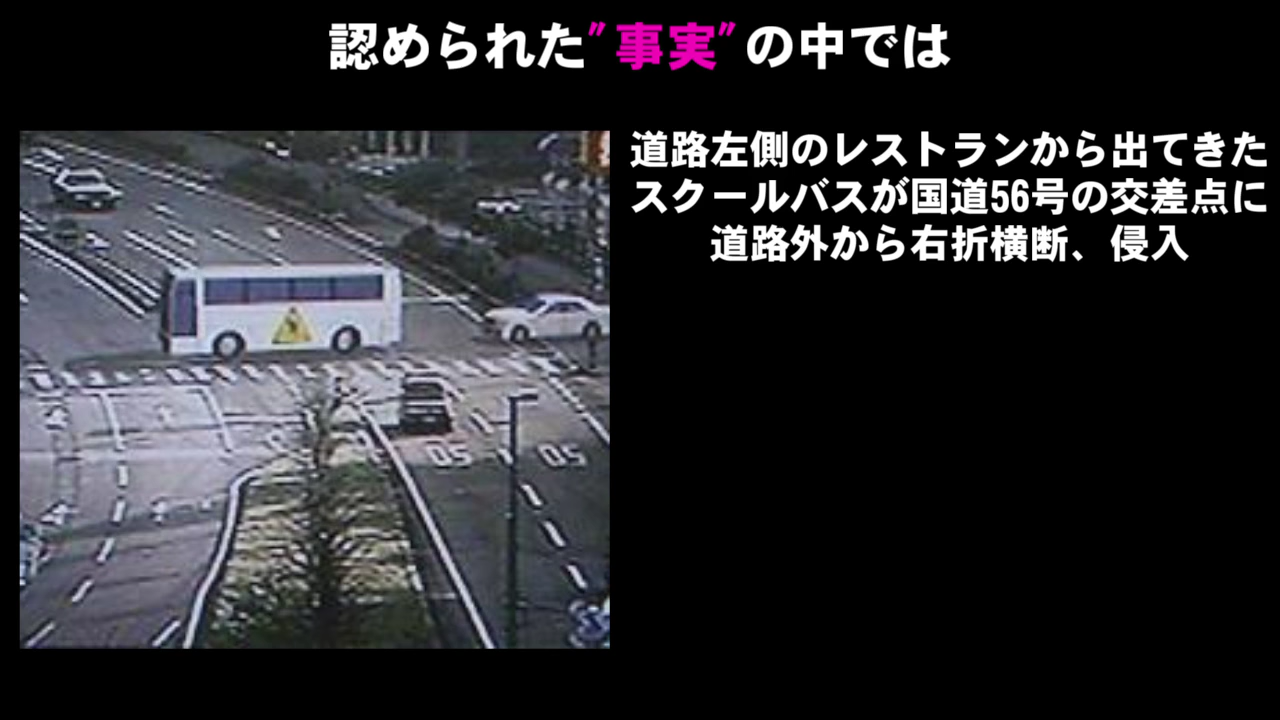 認められた"事実"の中では
道路左側のレストランから出てきた
スクールバスが国道56号の交差点に
道路外から右折横断、侵入
50 50